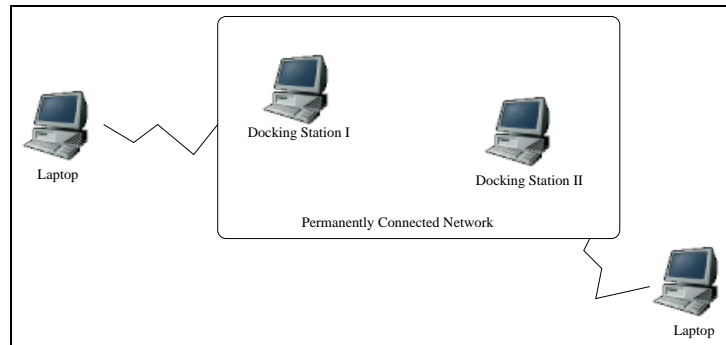 Docking Station I
Laptop
Docking Station II
Permanently Connected Network
Laptop